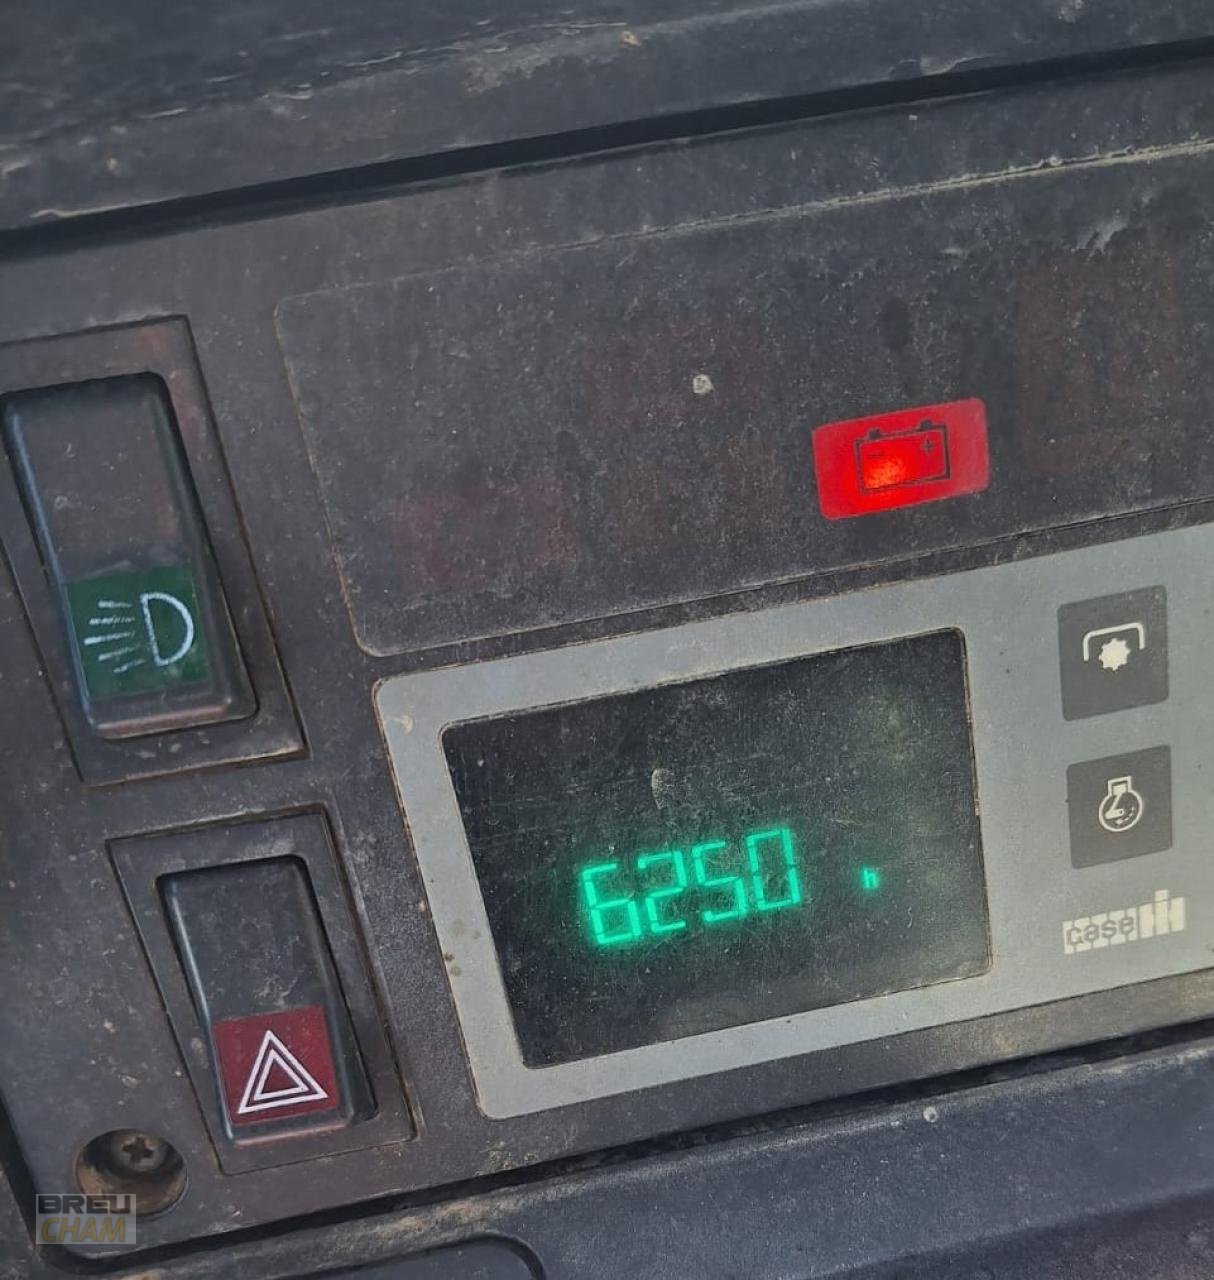 6250 h
case IH
BREU
CHAM